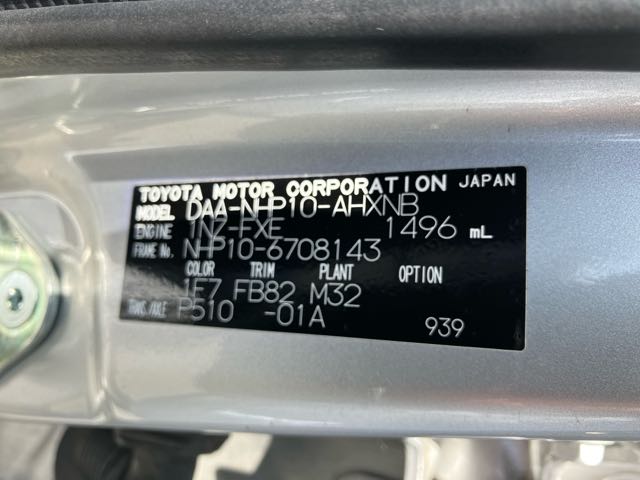 TOYOTA MOTOR CORPORATION JAPAN
MODEL DAA-NHP10-AHXNB
ENGINE 1NZ-FXE 1496 mL
FRAME No. NHP10-6708143
COLOR TRIM PLANT OPTION
1F7 FB82 M32
TRANS./AXLE P510 -01A
939